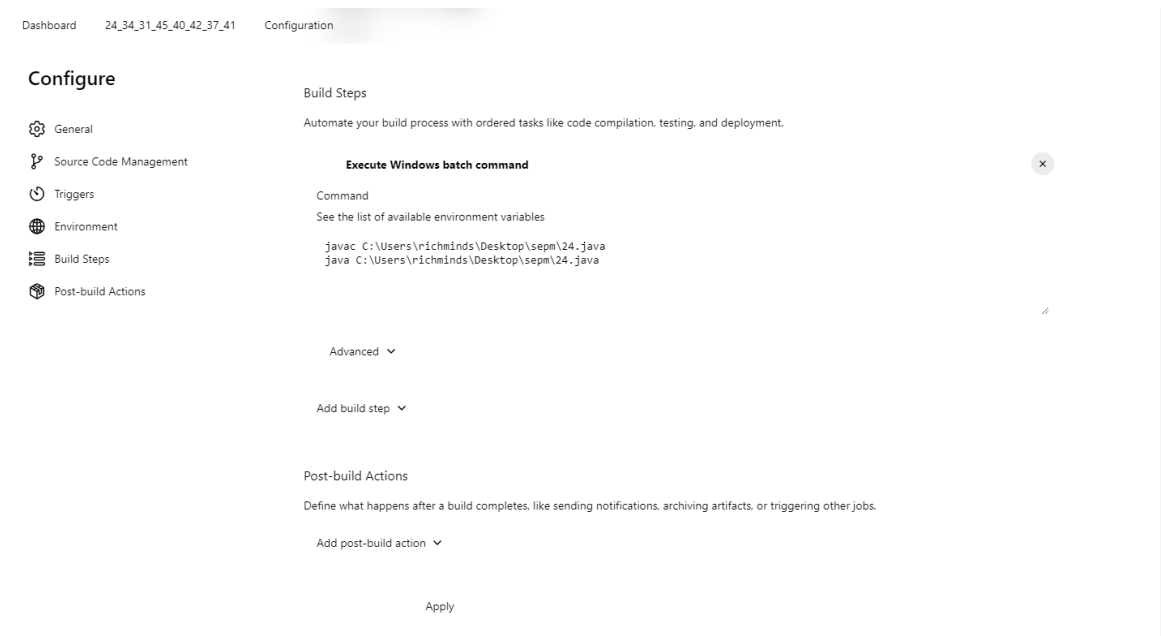 Dashboard 24_34_31_45_40_42_37_41 Configuration
Configure
General
Source Code Management
Triggers
Environment
Build Steps
Post-build Actions
Build Steps
Automate your build process with ordered tasks like code compilation, testing, and deployment.
Execute Windows batch command
Command
See the list of available environment variables
javac C:\Users\richminds\Desktop\sepm\24.java
java C:\Users\richminds\Desktop\sepm\24.java
Advanced
Add build step
Post-build Actions
Define what happens after a build completes, like sending notifications, archiving artifacts, or triggering other jobs.
Add post-build action
Apply